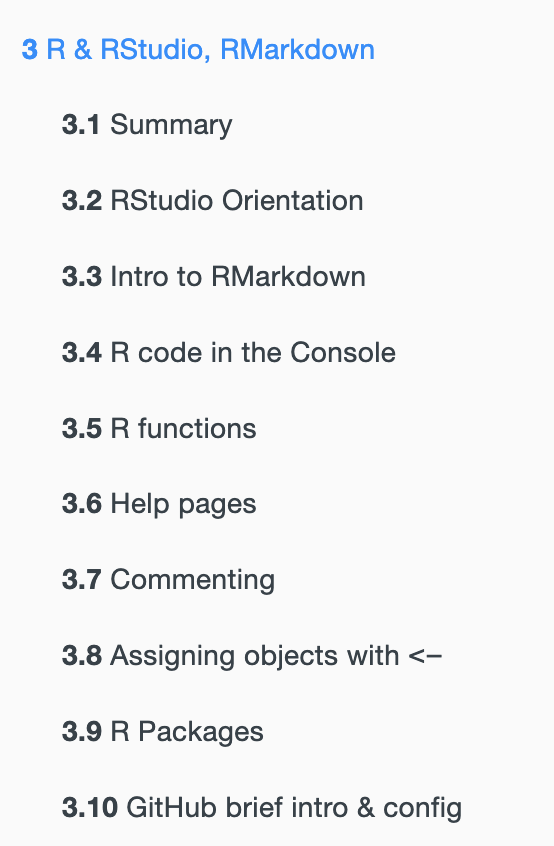 3 R & RStudio, RMarkdown
3.1 Summary
3.2 RStudio Orientation
3.3 Intro to RMarkdown
3.4 R code in the Console
3.5 R functions
3.6 Help pages
3.7 Commenting
3.8 Assigning objects with <–
3.9 R Packages
3.10 GitHub brief intro & config